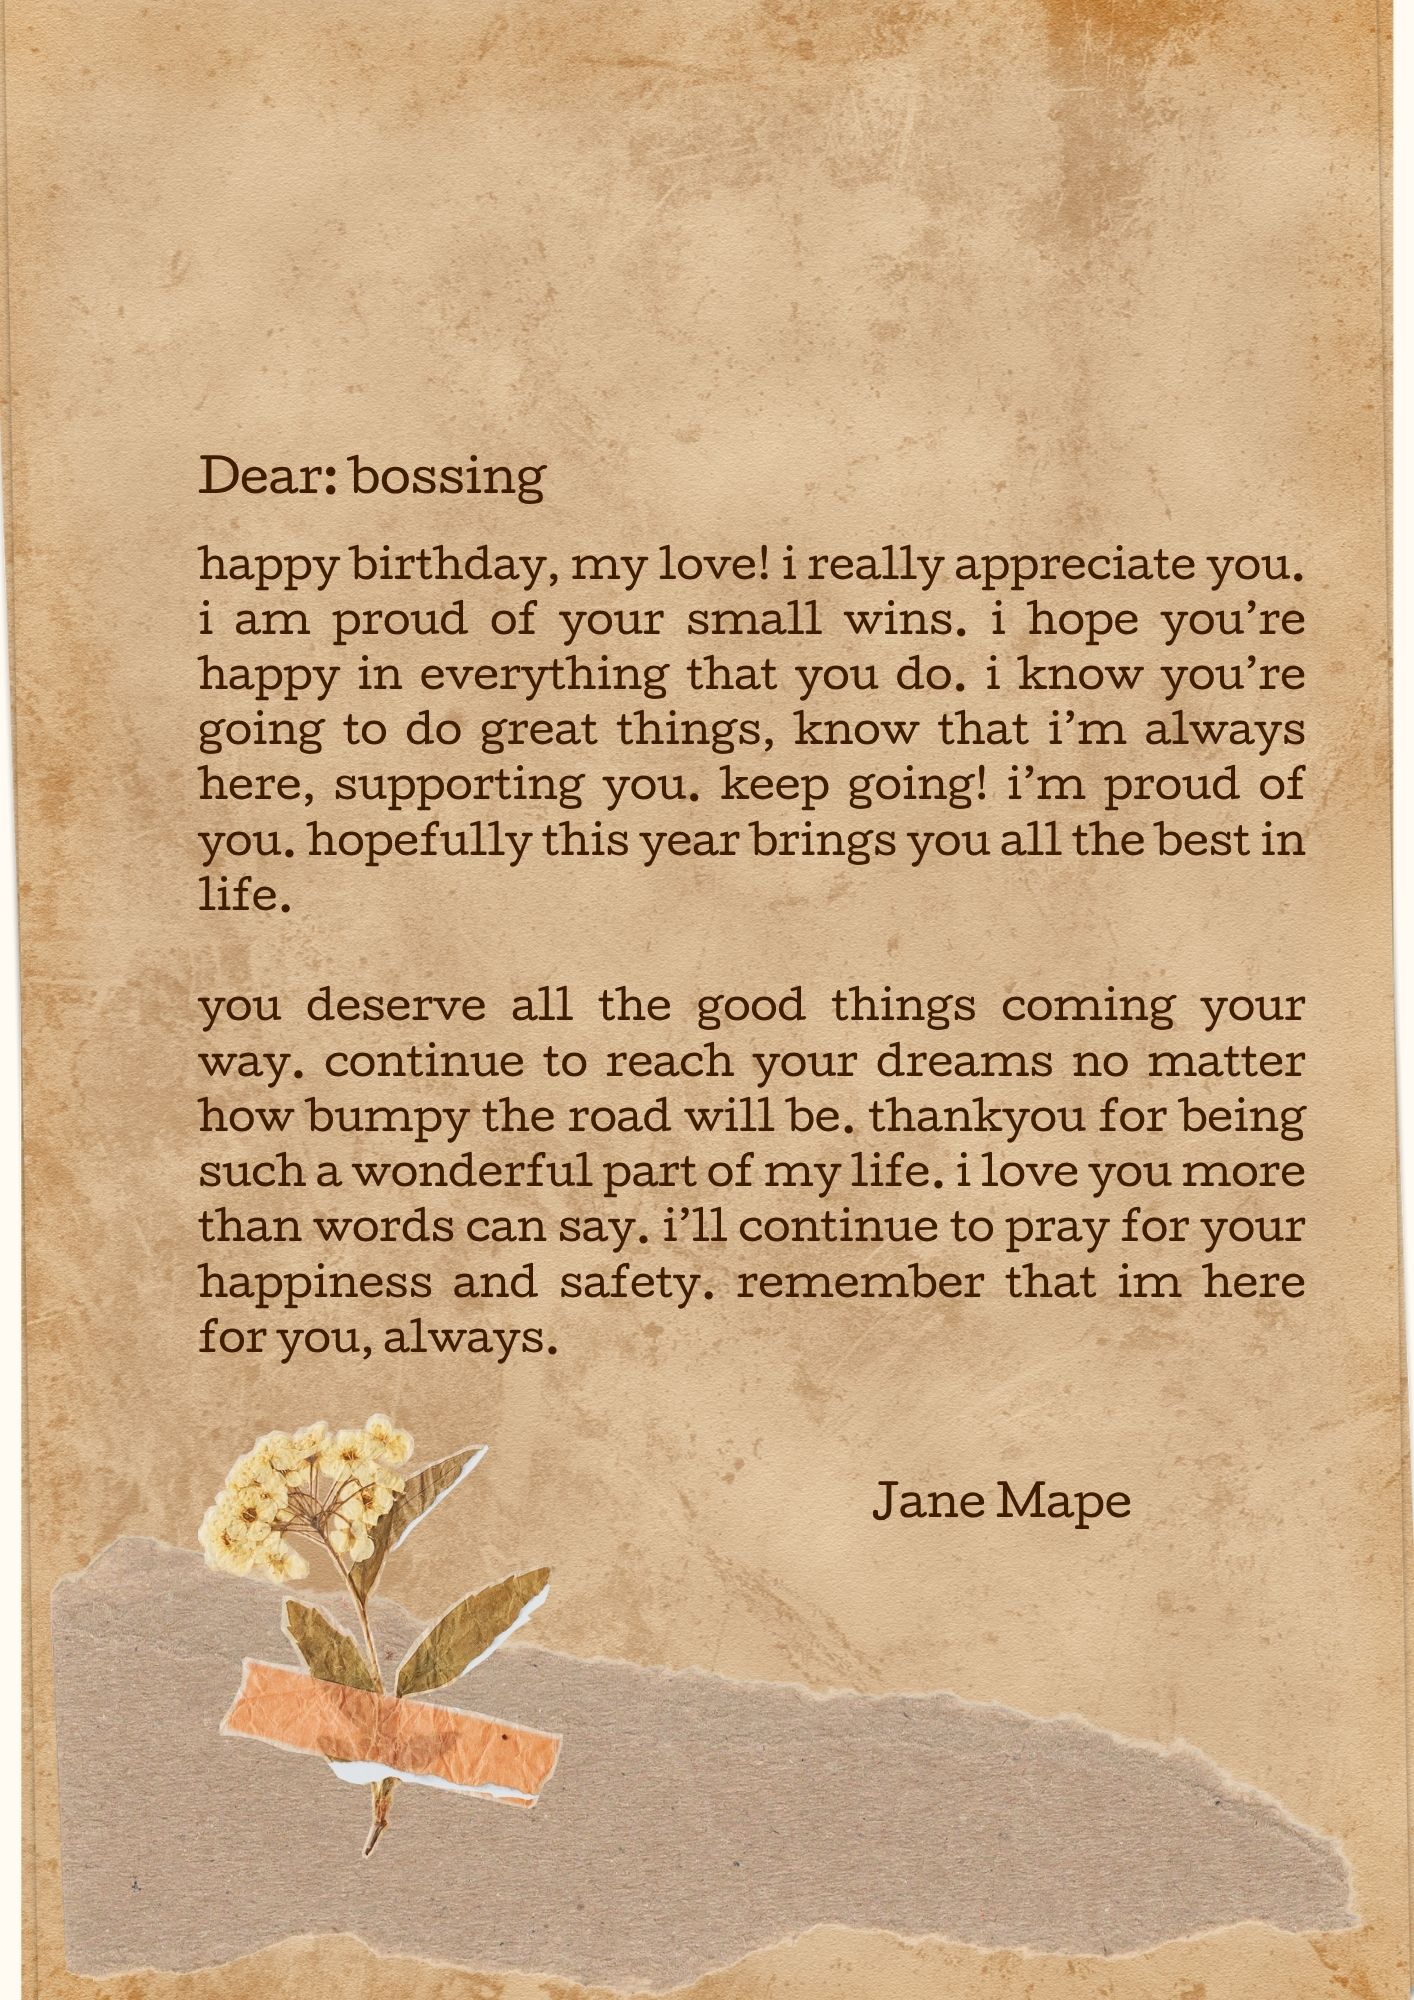 Dear: bossing
happy birthday, my love! i really appreciate you.
i am proud of your small wins. i hope you’re
happy in everything that you do. i know you’re
going to do great things, know that i’m always
here, supporting you. keep going! i’m proud of
you. hopefully this year brings you all the best in
life.
you deserve all the good things coming your
way. continue to reach your dreams no matter
how bumpy the road will be. thankyou for being
such a wonderful part of my life. i love you more
than words can say. i’ll continue to pray for your
happiness and safety. remember that im here
for you, always.
Jane Mape